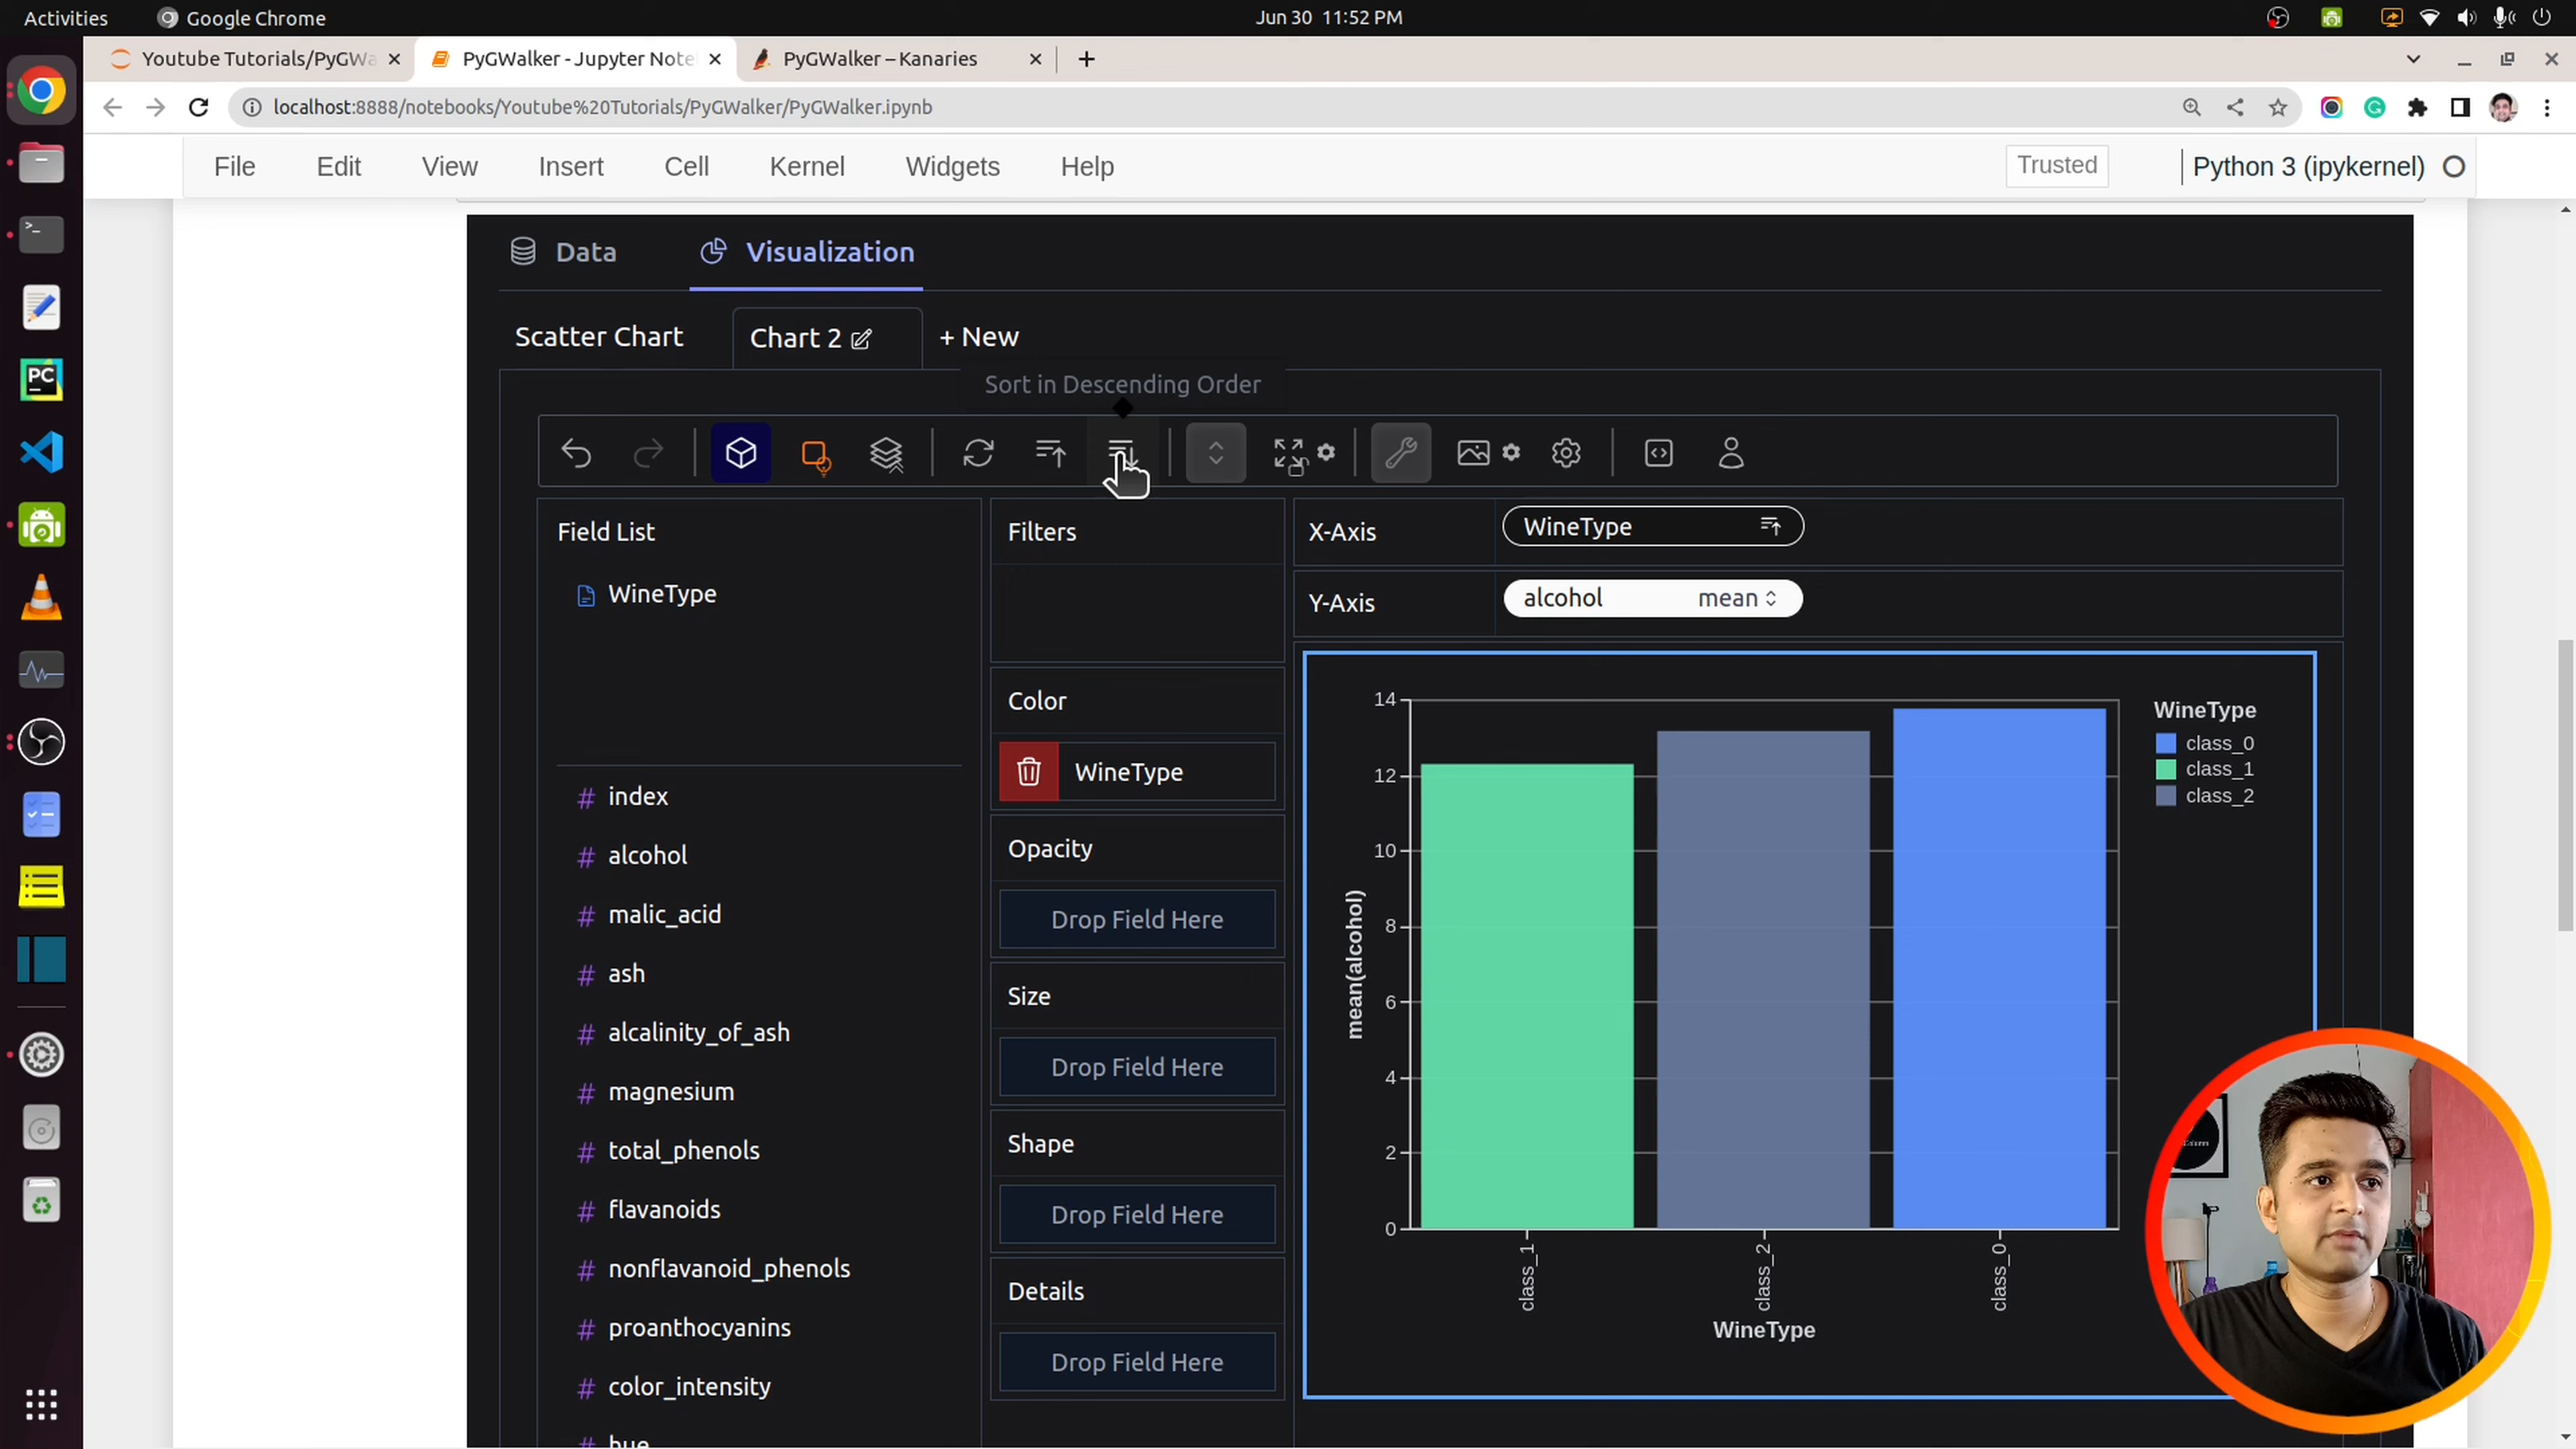 Activities
Google Chrome
Jun 30 11:52 PM
Youtube Tutorials/PyGWa
PyGWalker - Jupyter Note
PyGWalker – Kanaries
localhost:8888/notebooks/Youtube%20Tutorials/PyGWalker/PyGWalker.ipynb
File Edit View Insert Cell Kernel Widgets Help
Trusted
Python 3 (ipykernel)
Data
Visualization
Scatter Chart
Chart 2
+ New
Sort in Descending Order
Field List
WineType
index
alcohol
malic_acid
ash
alcalinity_of_ash
magnesium
total_phenols
flavanoids
nonflavanoid_phenols
proanthocyanins
color_intensity
hue
Filters
Color
WineType
Opacity
Drop Field Here
Size
Drop Field Here
Shape
Drop Field Here
Details
Drop Field Here
X-Axis
WineType
Y-Axis
alcohol mean
14
12
10
8
6
4
2
0
mean(alcohol)
class_1
class_2
class_0
WineType
WineType
class_0
class_1
class_2
PC